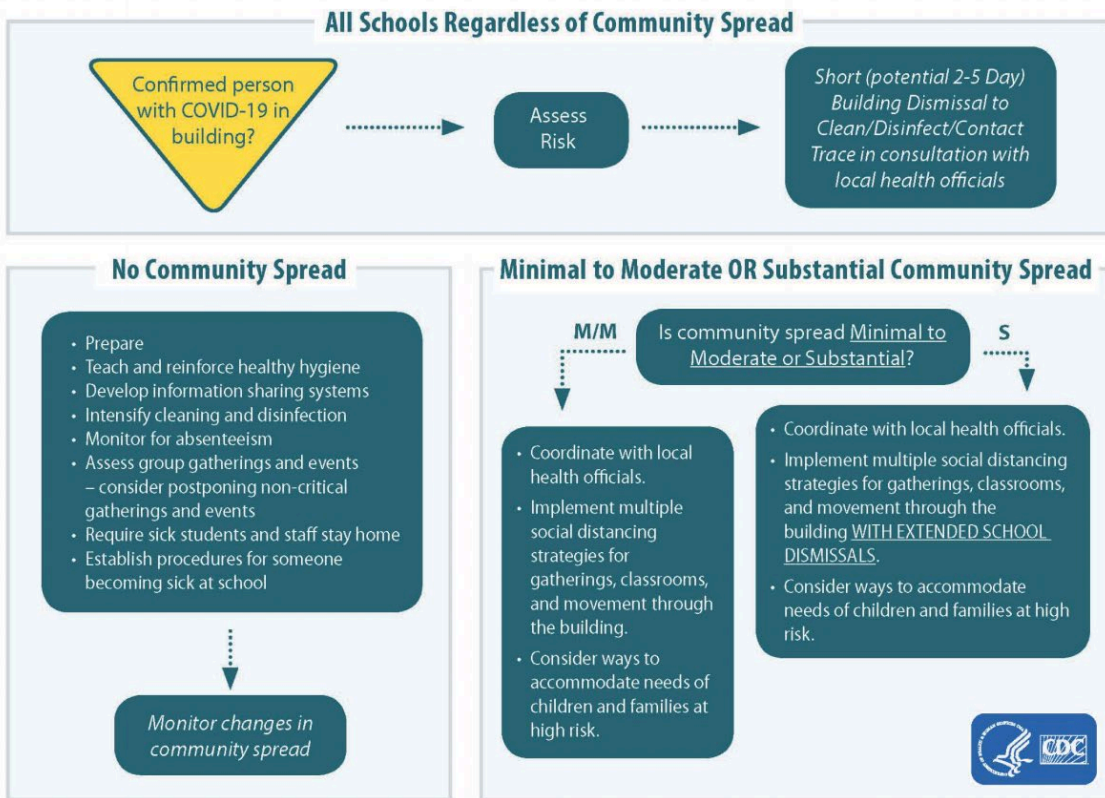 All Schools Regardless of Community Spread
Confirmed person
with COVID-19 in
building?
Assess
Risk
Short (potential 2-5 Day)
Building Dismissal to
Clean/Disinfect/Contact
Trace in consultation with
local health officials
No Community Spread
• Prepare
• Teach and reinforce healthy hygiene
• Develop information sharing systems
• Intensify cleaning and disinfection
• Monitor for absenteeism
• Assess group gatherings and events
– consider postponing non-critical
gatherings and events
• Require sick students and staff stay home
• Establish procedures for someone
becoming sick at school
Monitor changes in
community spread
Minimal to Moderate OR Substantial Community Spread
M/M
Is community spread Minimal to
Moderate or Substantial?
S
• Coordinate with local
health officials.
• Implement multiple
social distancing
strategies for
gatherings, classrooms,
and movement through
the building.
• Consider ways to
accommodate needs of
children and families at
high risk.
• Coordinate with local health officials.
• Implement multiple social distancing
strategies for gatherings, classrooms,
and movement through the
building WITH EXTENDED SCHOOL
DISMISSALS.
• Consider ways to accommodate
needs of children and families at high
risk.
CDC